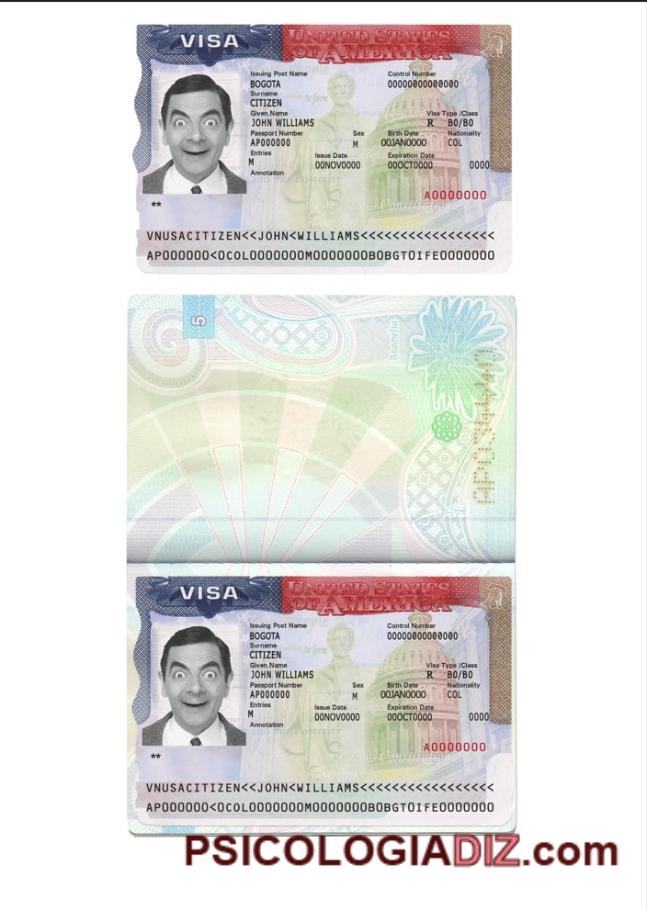 VISA UNITED STATES OF AMERICA
Issuing Post Name Control Number
BOGOTA 00000000000000
Surname
CITIZEN
Given Name Visa Type /Class
JOHN WILLIAMS R B0/B0
Passport Number Sex Birth Date Nationality
AP000000 M 00JAN0000 COL
Entries Issue Date Expiration Date
M 00NOV0000 00OCT0000 0000
Annotation
A0000000
**
VNUSACITIZEN<<JOHN<WILLIAMS<<<<<<<<<<<<<<<<<<
AP000000<0COL0000000M0000000B0BGT0IFE0000000
5
VISA UNITED STATES OF AMERICA
Issuing Post Name Control Number
BOGOTA 00000000000000
Surname
CITIZEN
Given Name Visa Type /Class
JOHN WILLIAMS R B0/B0
Passport Number Sex Birth Date Nationality
AP000000 M 00JAN0000 COL
Entries Issue Date Expiration Date
M 00NOV0000 00OCT0000 0000
Annotation
A0000000
**
VNUSACITIZEN<<JOHN<WILLIAMS<<<<<<<<<<<<<<<<<<
AP000000<0COL0000000M0000000B0BGT0IFE0000000
PSICOLOGIADIZ.com